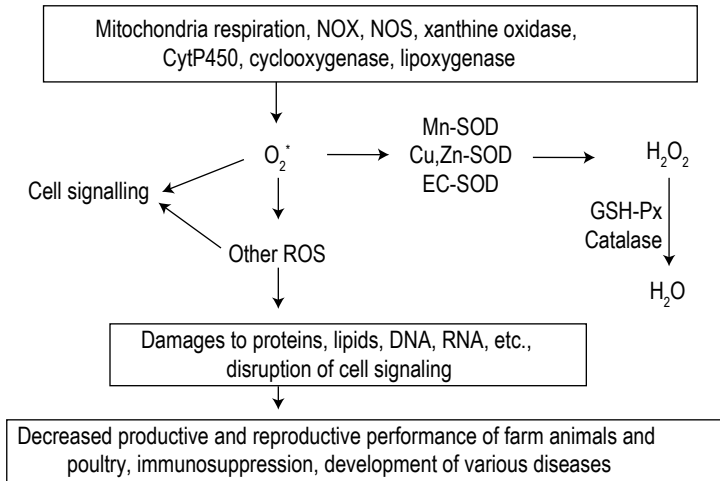 Mitochondria respiration, NOX, NOS, xanthine oxidase,
CytP450, cyclooxygenase, lipoxygenase
O₂*
Mn-SOD
Cu,Zn-SOD
EC-SOD
H₂O₂
Cell signalling
GSH-Px
Catalase
Other ROS
H₂O
Damages to proteins, lipids, DNA, RNA, etc.,
disruption of cell signaling
Decreased productive and reproductive performance of farm animals and
poultry, immunosuppression, development of various diseases